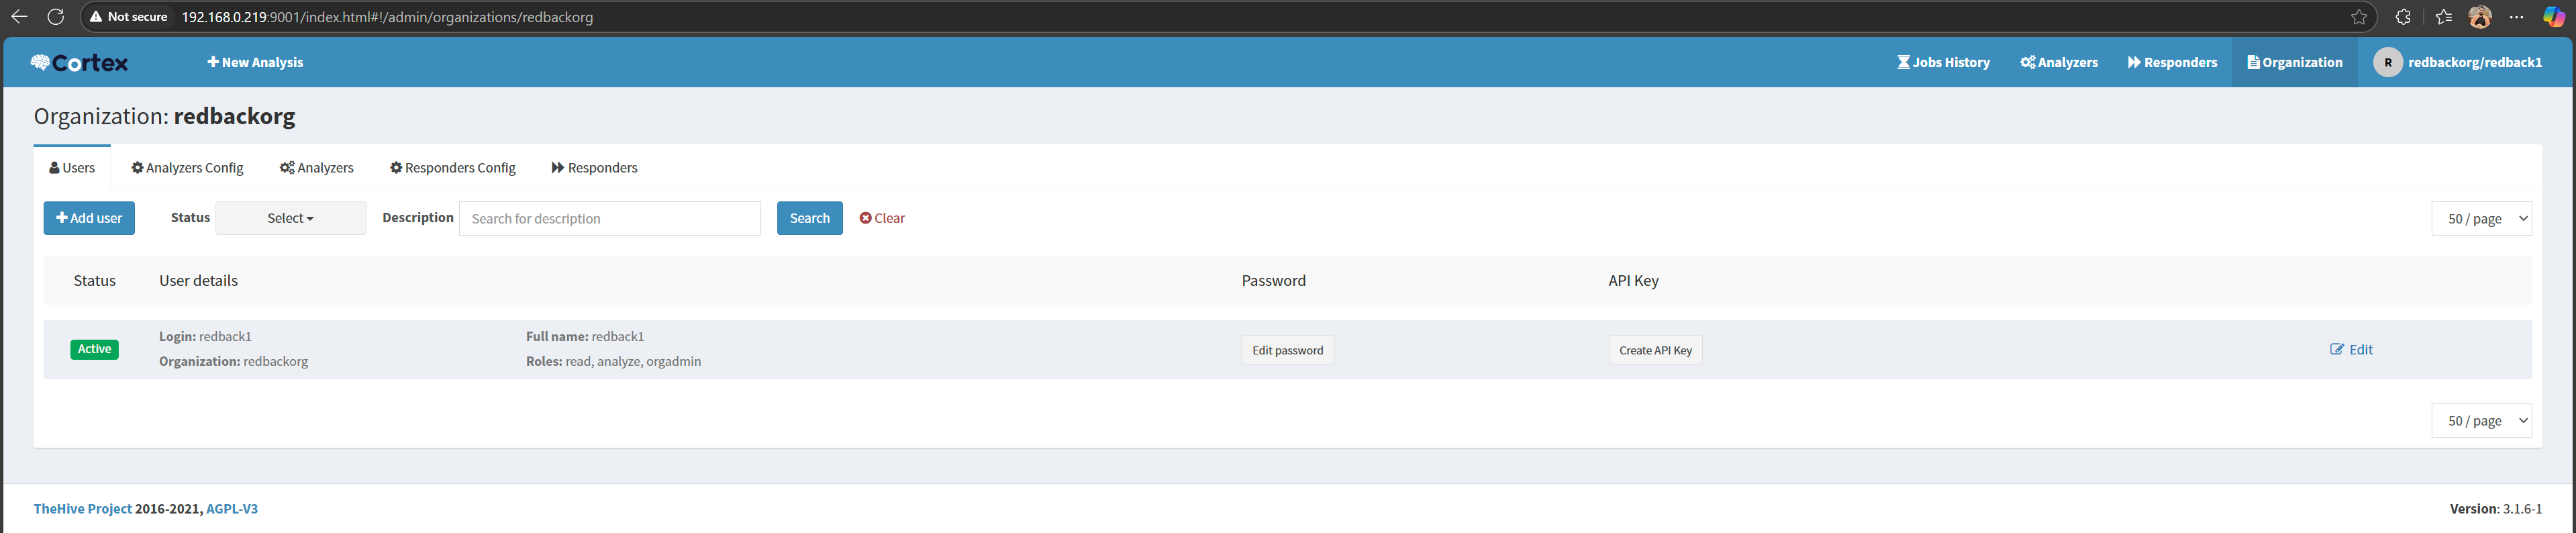 Not secure 192.168.0.219:9001/index.html#!/admin/organizations/redbackorg
Cortex New Analysis Jobs History Analyzers Responders Organization R redbackorg/redback1
Organization: redbackorg
Users Analyzers Config Analyzers Responders Config Responders
Add user Status Select Description Search for description Search Clear 50 / page
Status User details Password API Key
Active Login: redback1 Full name: redback1 Edit password Create API Key Edit
Organization: redbackorg Roles: read, analyze, orgadmin
50 / page
TheHive Project 2016-2021, AGPL-V3 Version: 3.1.6-1